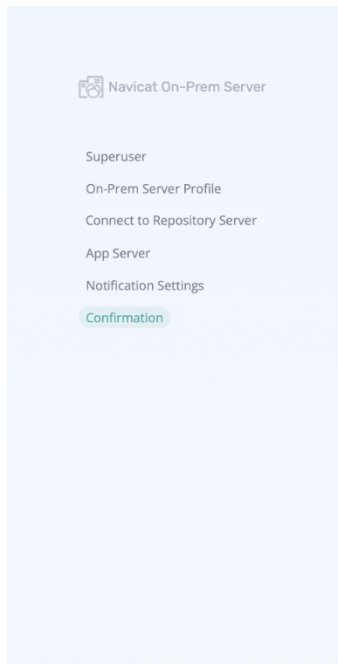 Navicat On-Prem Server
Superuser
On-Prem Server Profile
Connect to Repository Server
App Server
Notification Settings
Confirmation